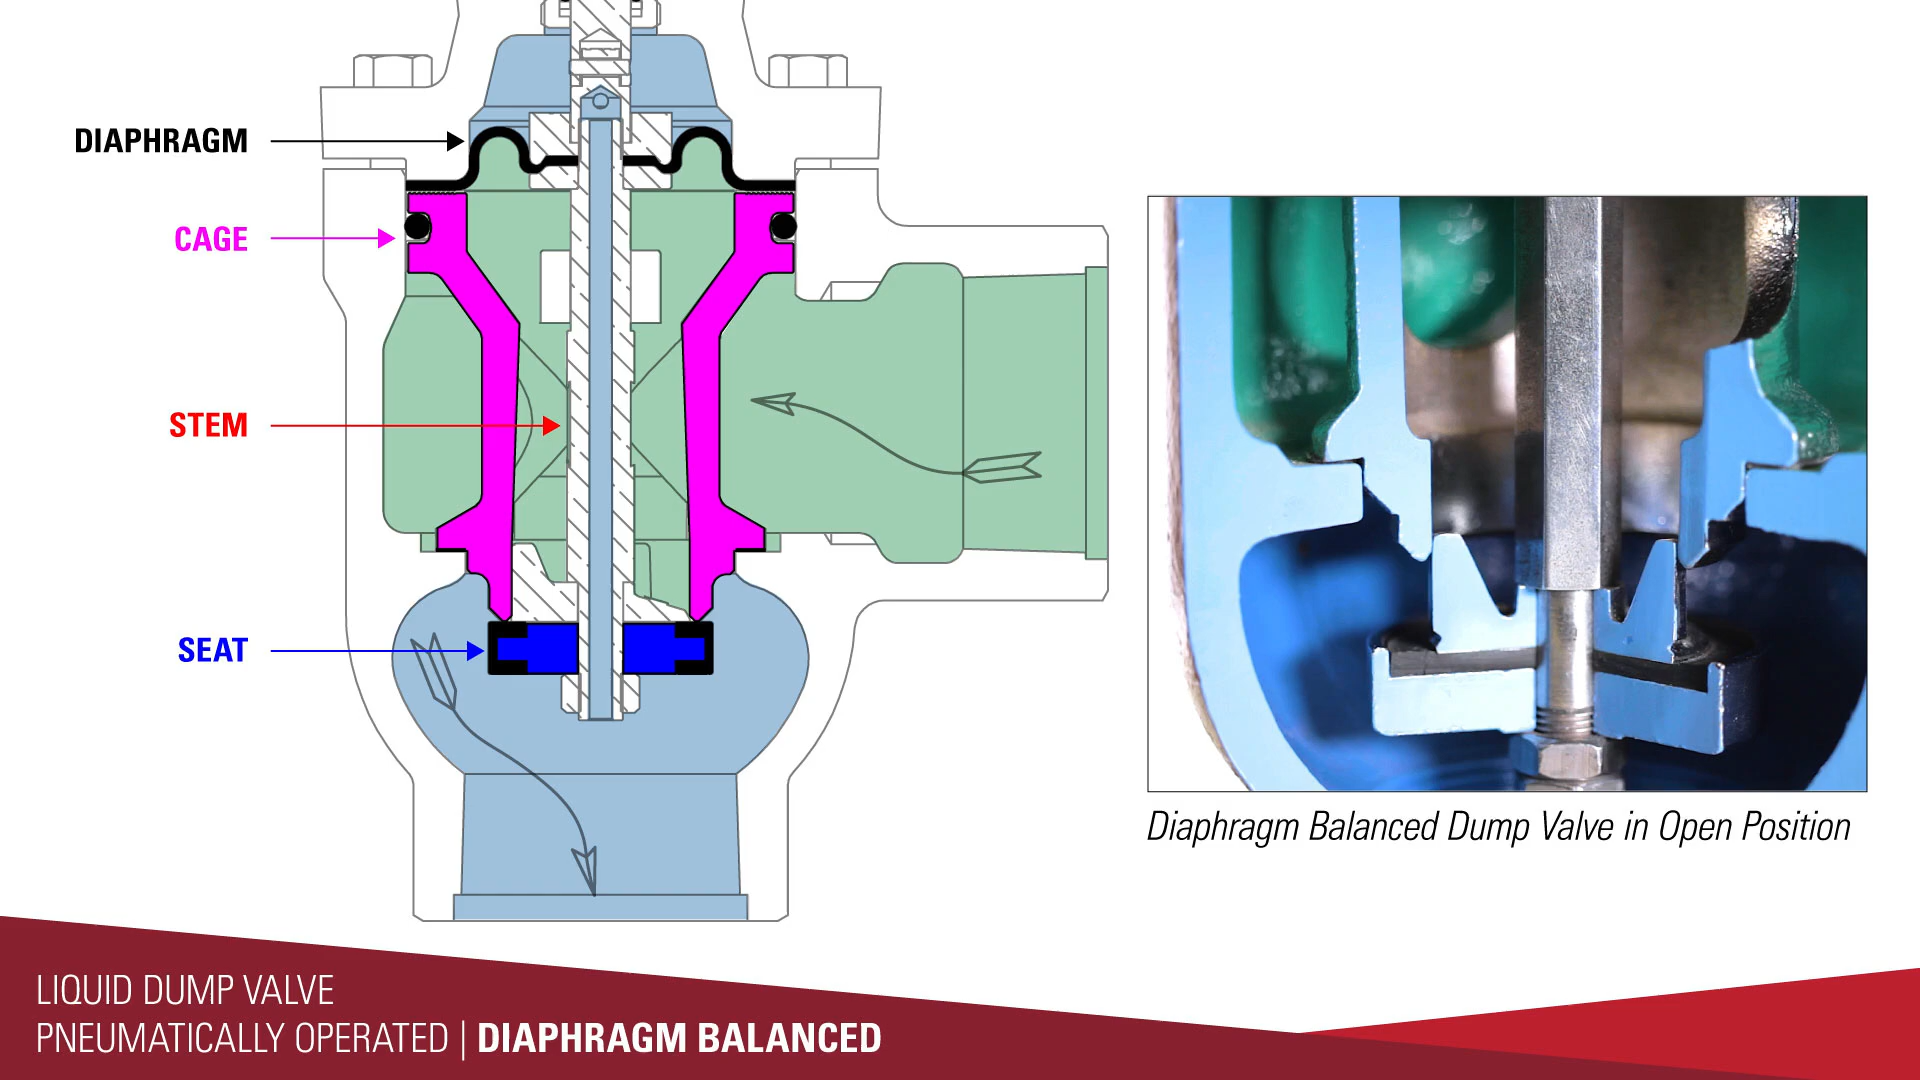 DIAPHRAGM
CAGE
STEM
SEAT
Diaphragm Balanced Dump Valve in Open Position
LIQUID DUMP VALVE
PNEUMATICALLY OPERATED | DIAPHRAGM BALANCED